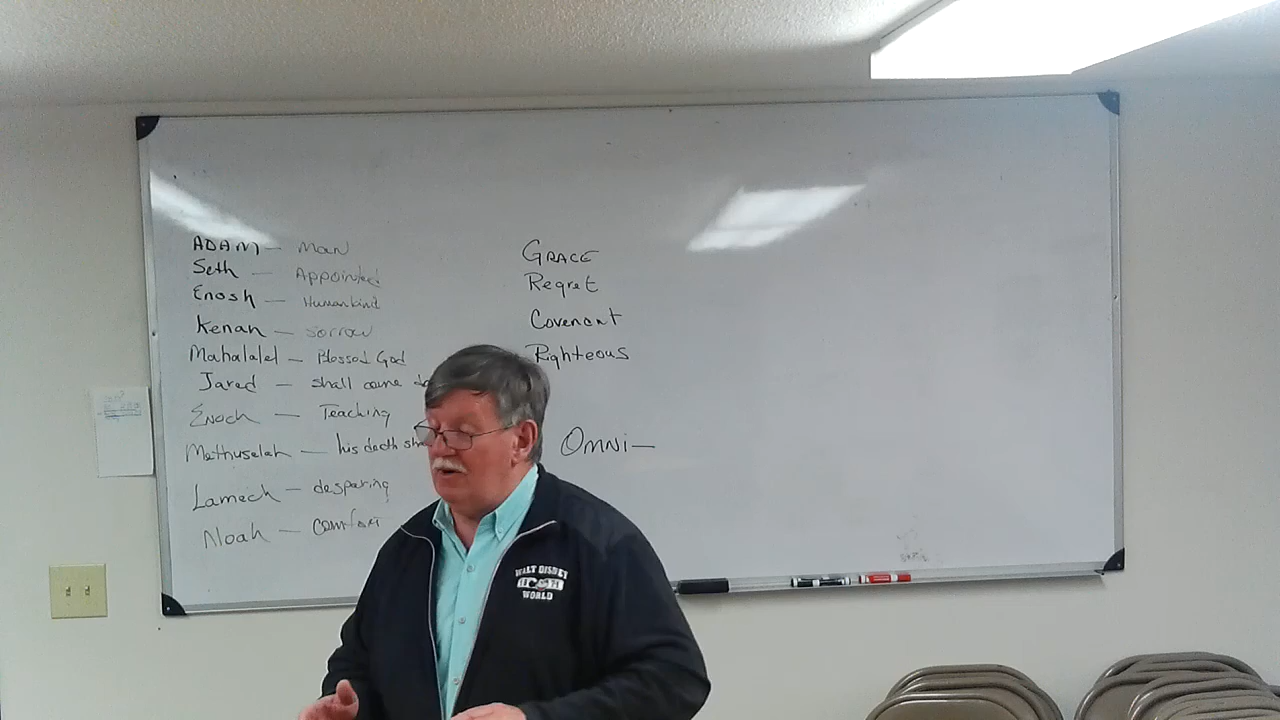 ADAM — Man
Seth — Appointed
Enosh — Humankind
Kenan — sorrow
Mahalalel — Blessed God
Jared — shall come
Enoch — Teaching
Methuselah — his death
Lamech — desparing
Noah — comfort
GRACE
Regret
Covenant
Righteous
OMNI—
WALT DISNEY
WORLD